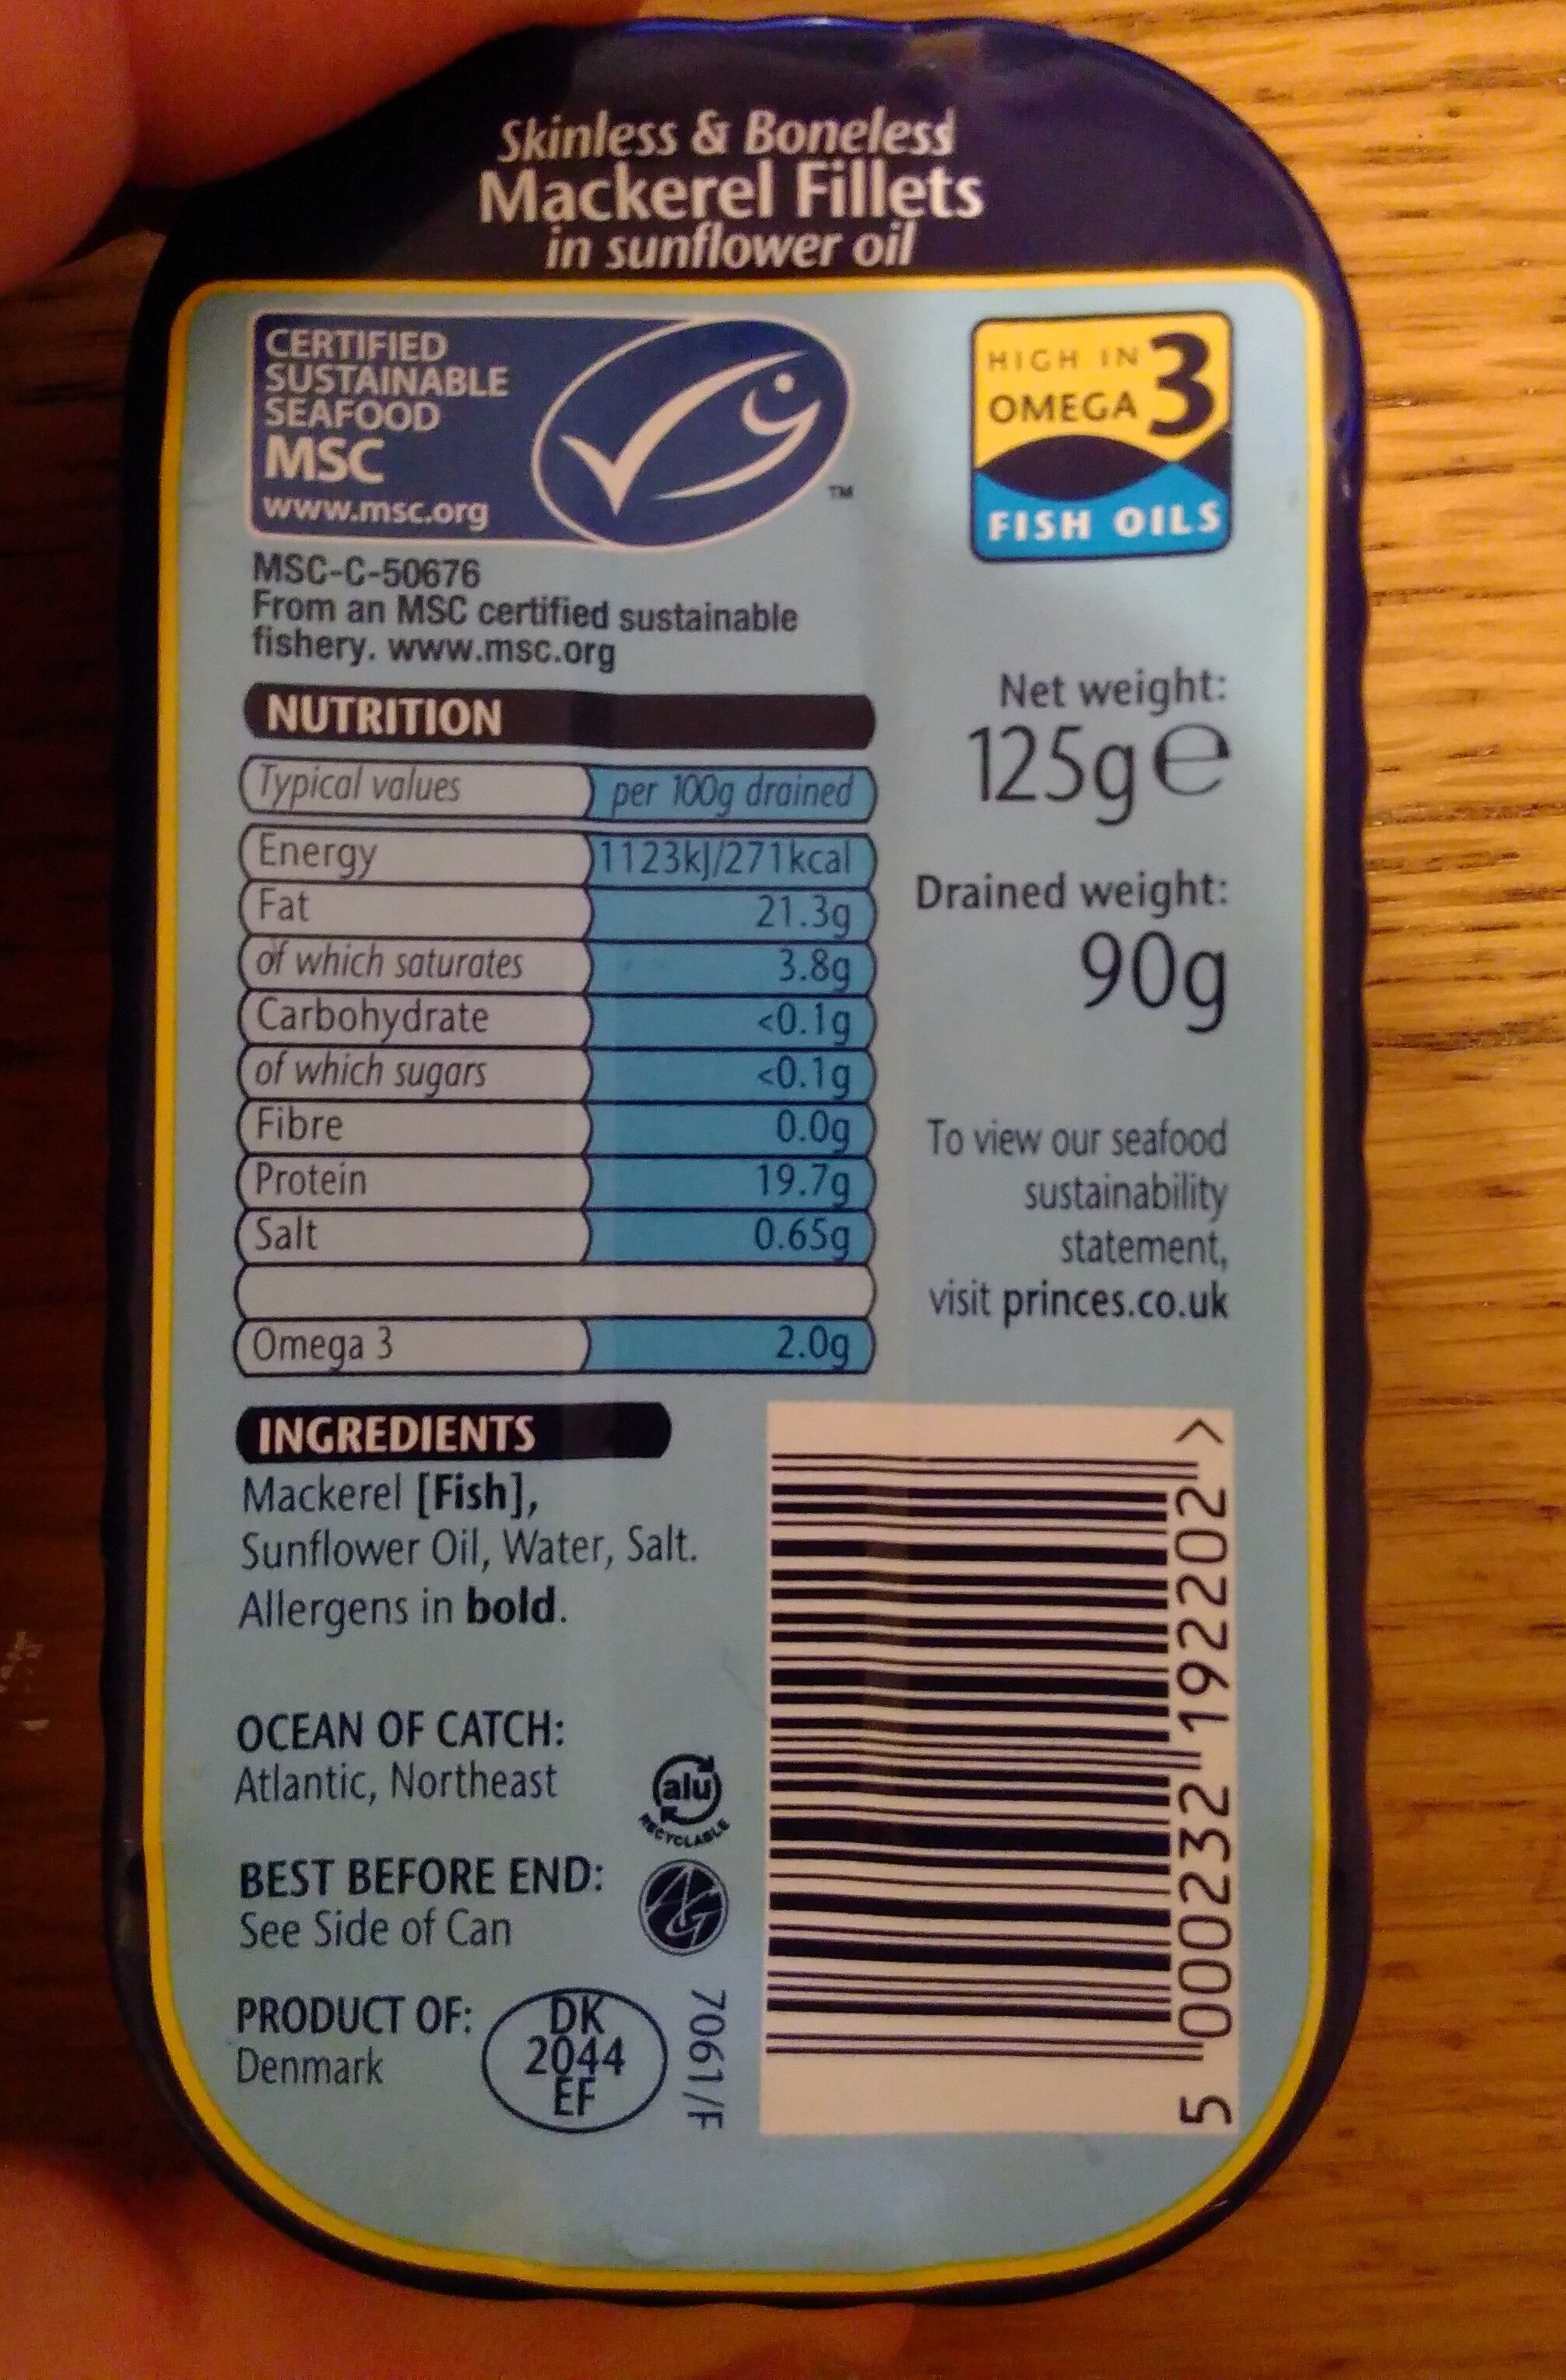 Skinless & Boneless
Mackerel Fillets
in sunflower oil
CERTIFIED
SUSTAINABLE
SEAFOOD
MSC
www.msc.org
TM
HIGH IN
OMEGA 3
FISH OILS
MSC-C-50676
From an MSC certified sustainable
fishery. www.msc.org
NUTRITION
Typical values per 100g drained
Energy 1123kJ/271kcal
Fat 21.3g
of which saturates 3.8g
Carbohydrate <0.1g
of which sugars <0.1g
Fibre 0.0g
Protein 19.7g
Salt 0.65g
Omega 3 2.0g
Net weight:
125g e
Drained weight:
90g
To view our seafood
sustainability
statement,
visit princes.co.uk
INGREDIENTS
Mackerel [Fish],
Sunflower Oil, Water, Salt.
Allergens in bold.
OCEAN OF CATCH:
Atlantic, Northeast
alu
RECYCLABLE
BEST BEFORE END:
See Side of Can
AG
PRODUCT OF:
Denmark
DK
2044
EF
7061/F
5 000232 192202 >